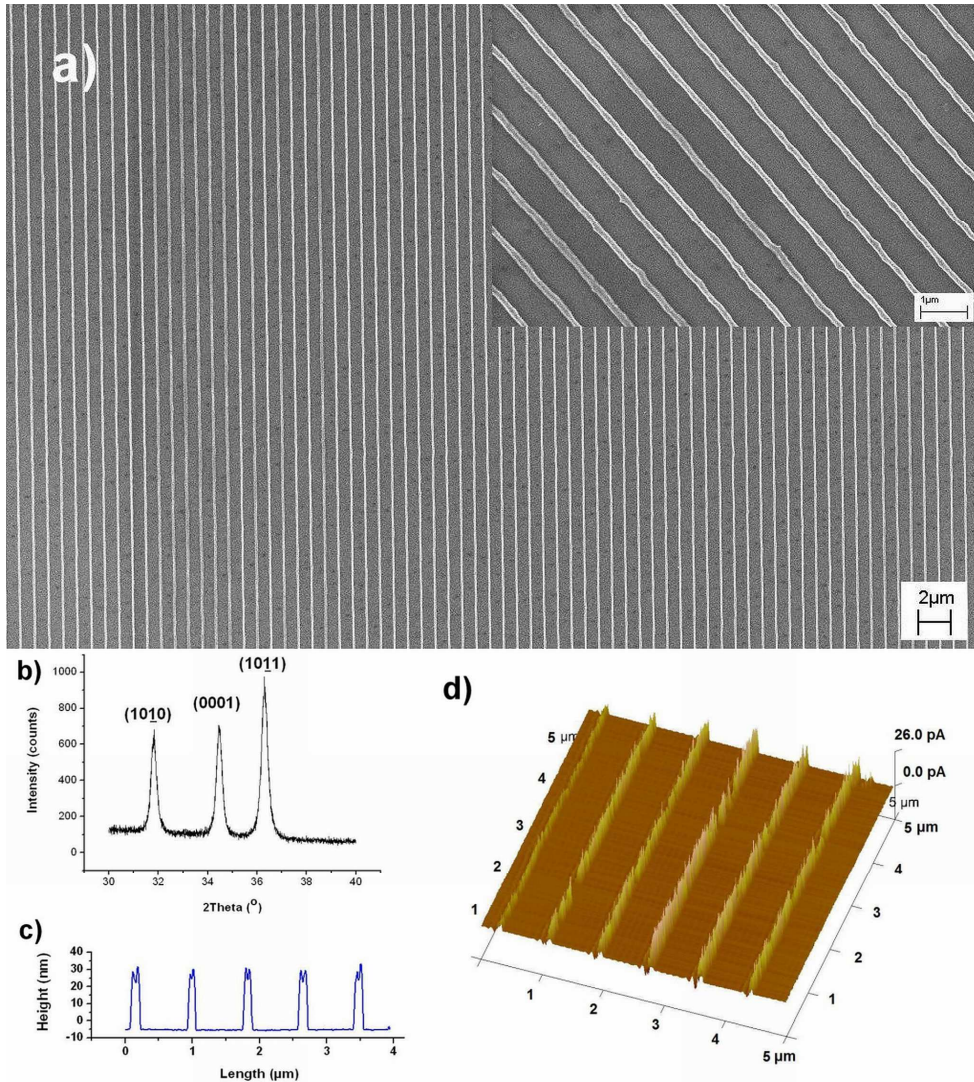 a)
1µm
2µm
b)
1000
800
600
400
200
0
Intensity (counts)
(1010)
(0001)
(1011)
30 32 34 36 38 40
2Theta (°)
c)
40
30
20
10
0
-10
Height (nm)
0 1 2 3 4
Length (µm)
d)
26.0 pA
0.0 pA
5 µm
5 µm
5 µm
4
3
2
1
4
3
2
1
1
2
3
4
5 µm